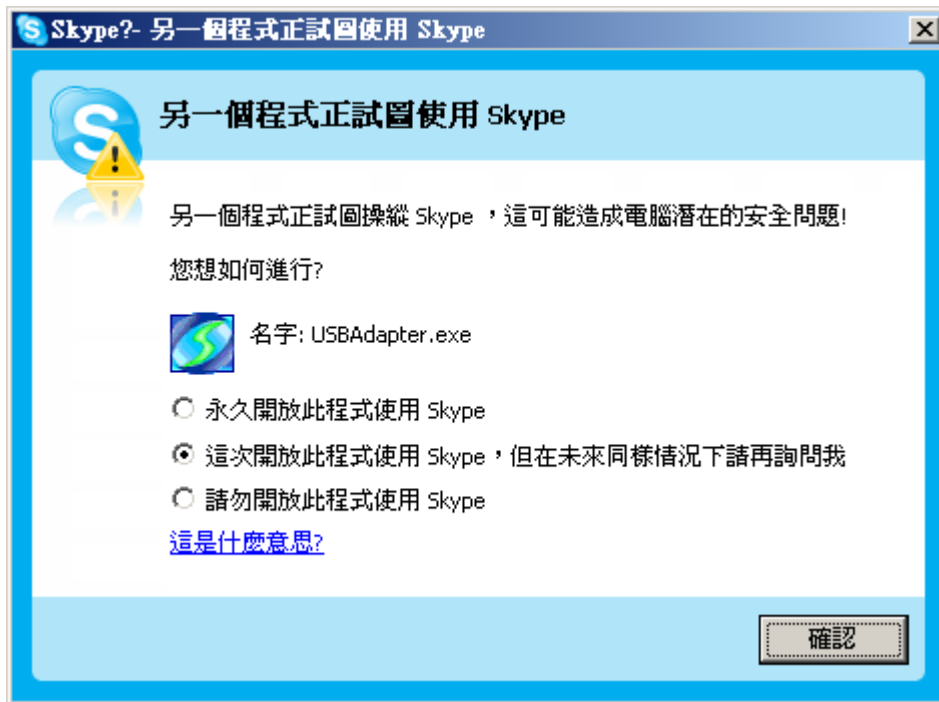 Skype?- 另一個程式正試圖使用 Skype
另一個程式正試圖使用 Skype
另一個程式正試圖操縱 Skype ，這可能造成電腦潛在的安全問題!
您想如何進行?
名字: USBAdapter.exe
永久開放此程式使用 Skype
這次開放此程式使用 Skype，但在未來同樣情況下請再詢問我
請勿開放此程式使用 Skype
這是什麼意思?
確認